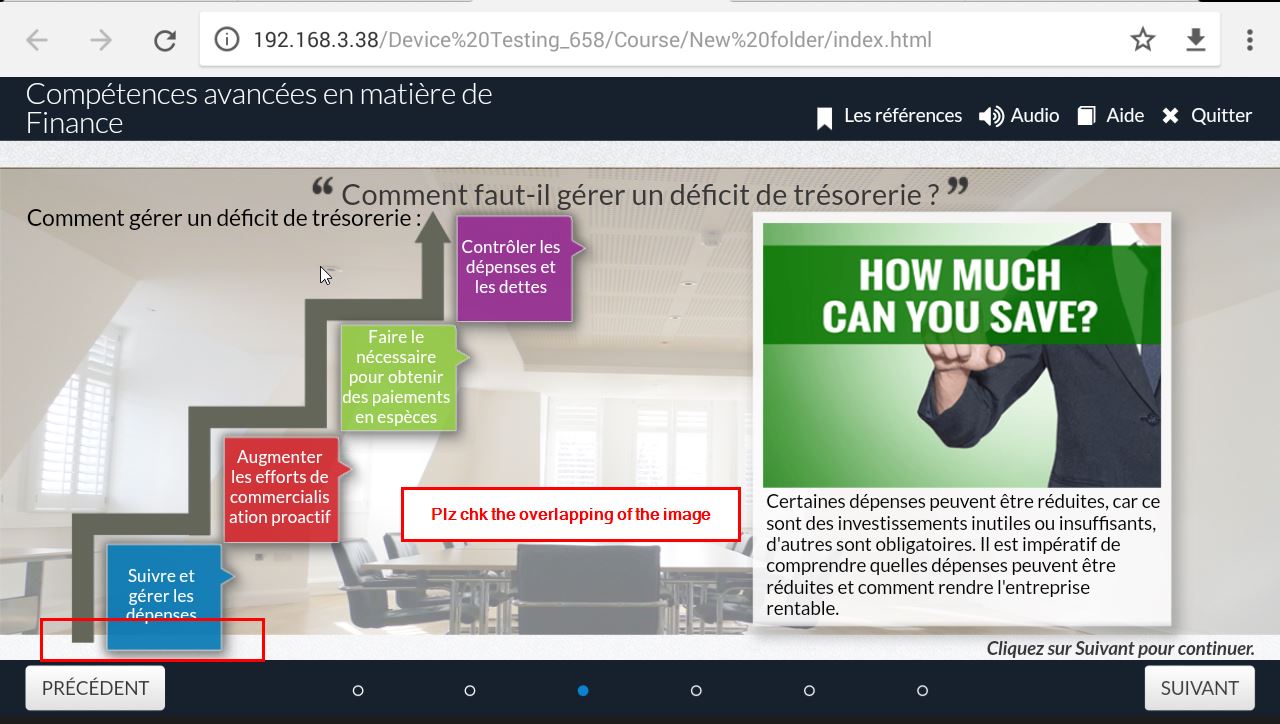 192.168.3.38/Device%20Testing_658/Course/New%20folder/index.html
Compétences avancées en matière de
Finance
Les références
Audio
Aide
Quitter
“ Comment faut-il gérer un déficit de trésorerie ? ”
Comment gérer un déficit de trésorerie :
Contrôler les
dépenses et
les dettes
Faire le
nécessaire
pour obtenir
des paiements
en espèces
Augmenter
les efforts de
commercialis
ation proactif
Suivre et
gérer les
dépenses
HOW MUCH
CAN YOU SAVE?
Certaines dépenses peuvent être réduites, car ce
sont des investissements inutiles ou insuffisants,
d'autres sont obligatoires. Il est impératif de
comprendre quelles dépenses peuvent être
réduites et comment rendre l'entreprise
rentable.
Plz chk the overlapping of the image
Cliquez sur Suivant pour continuer.
PRÉCÉDENT
SUIVANT